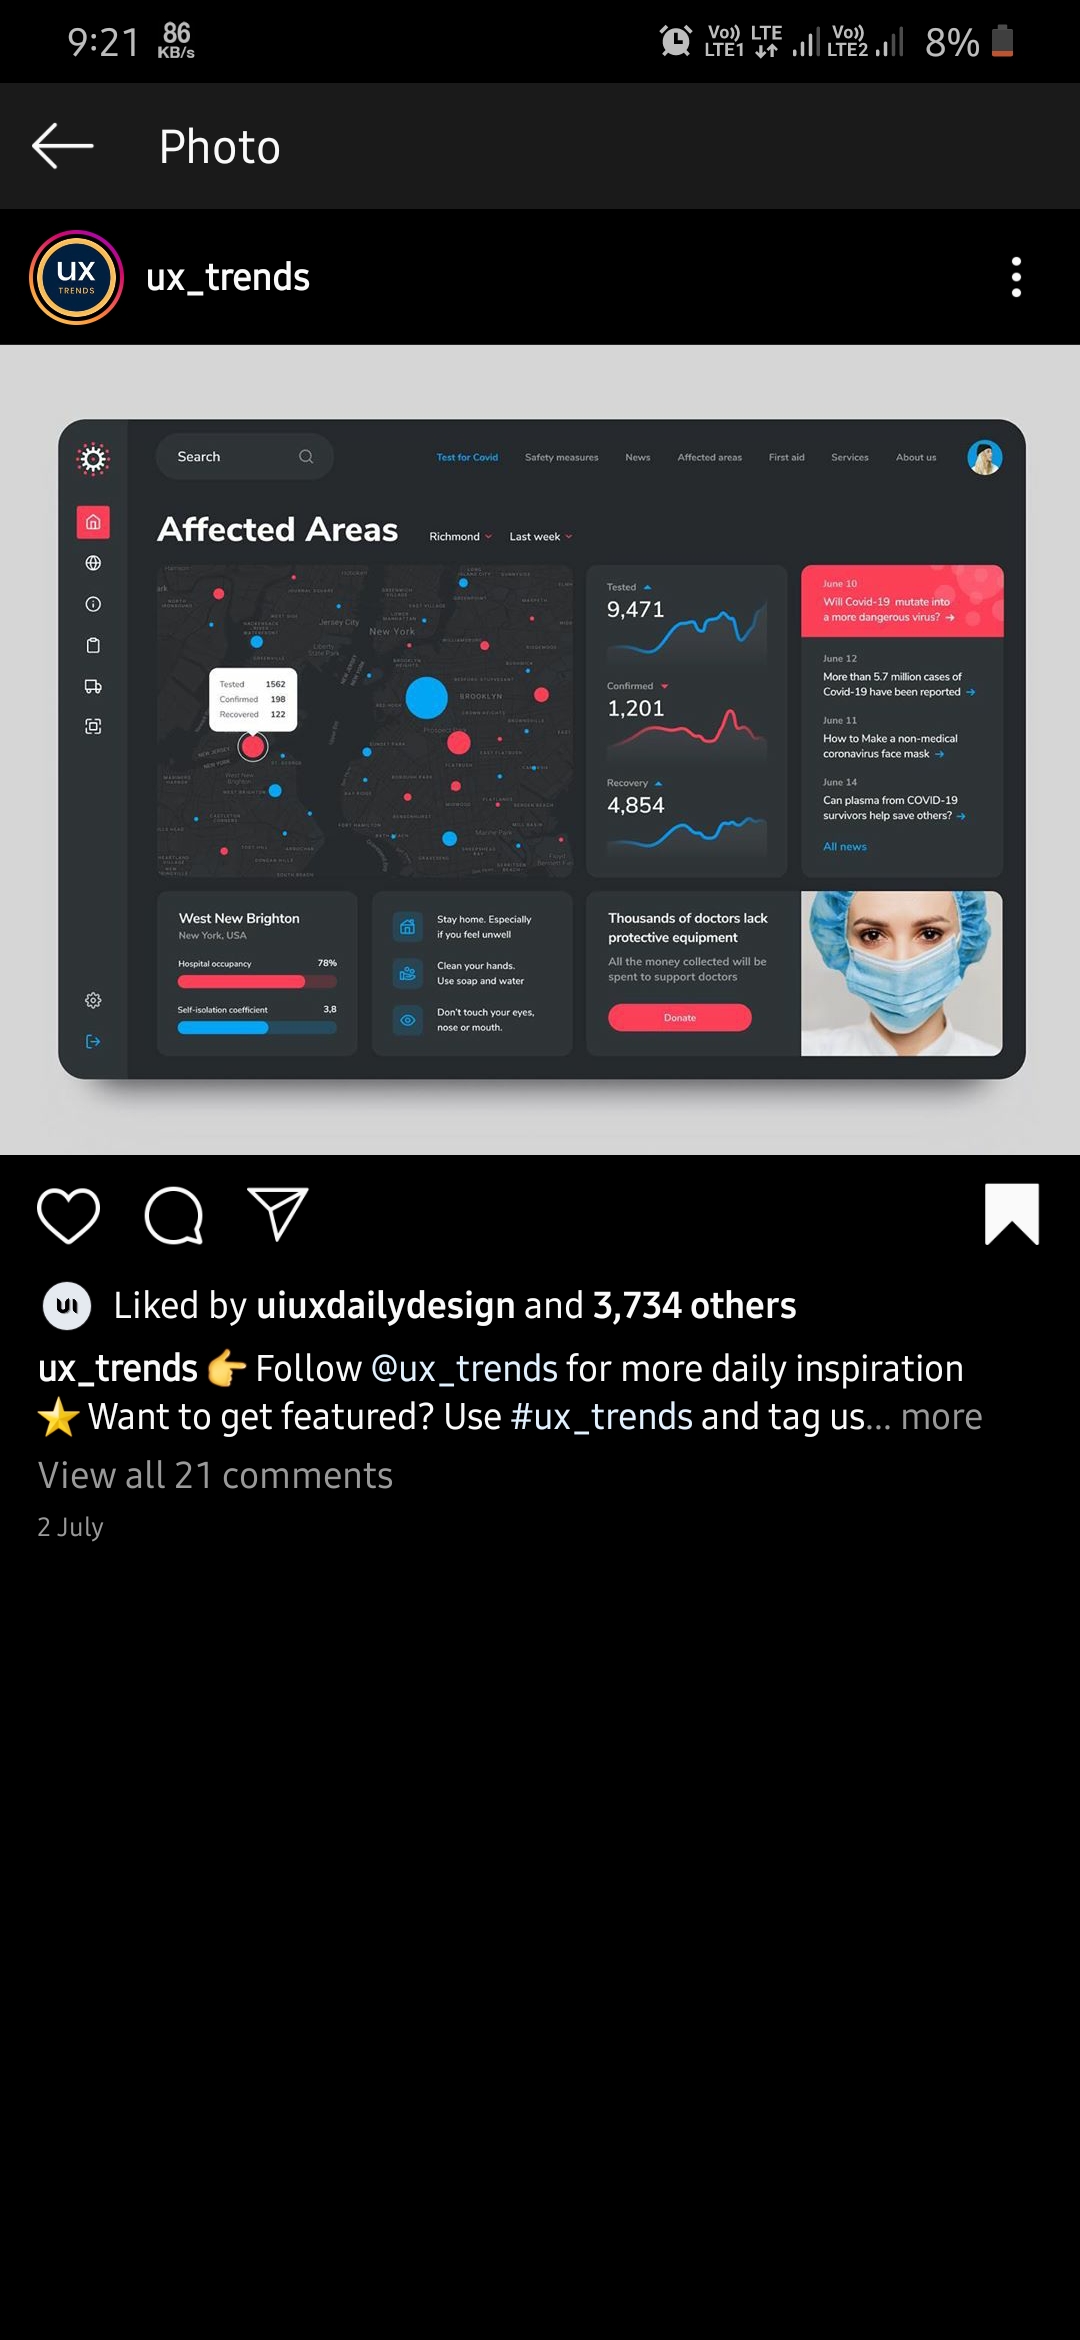 9:21
86
KB/s
Vo)) LTE
LTE1
Vo))
LTE2
8%
Photo
UX
TRENDS
ux_trends
Search
Test for Covid
Safety measures
News
Affected areas
First aid
Services
About us
Affected Areas
Richmond
Last week
Jersey City
New York
Liberty
State Park
BROOKLYN
West New
Brighton
Marine Park
Tested 1562
Confirmed 198
Recovered 122
Tested
9,471
Confirmed
1,201
Recovery
4,854
June 10
Will Covid-19 mutate into
a more dangerous virus? →
June 12
More than 5.7 million cases of
Covid-19 have been reported →
June 11
How to Make a non-medical
coronavirus face mask →
June 14
Can plasma from COVID-19
survivors help save others? →
All news
West New Brighton
New York, USA
Hospital occupancy 78%
Self-isolation coefficient 3,8
Stay home. Especially
if you feel unwell
Clean your hands.
Use soap and water
Don't touch your eyes,
nose or mouth.
Thousands of doctors lack
protective equipment
All the money collected will be
spent to support doctors
Donate
UI
Liked by uiuxdailydesign and 3,734 others
ux_trends 👉 Follow @ux_trends for more daily inspiration
⭐ Want to get featured? Use #ux_trends and tag us... more
View all 21 comments
2 July